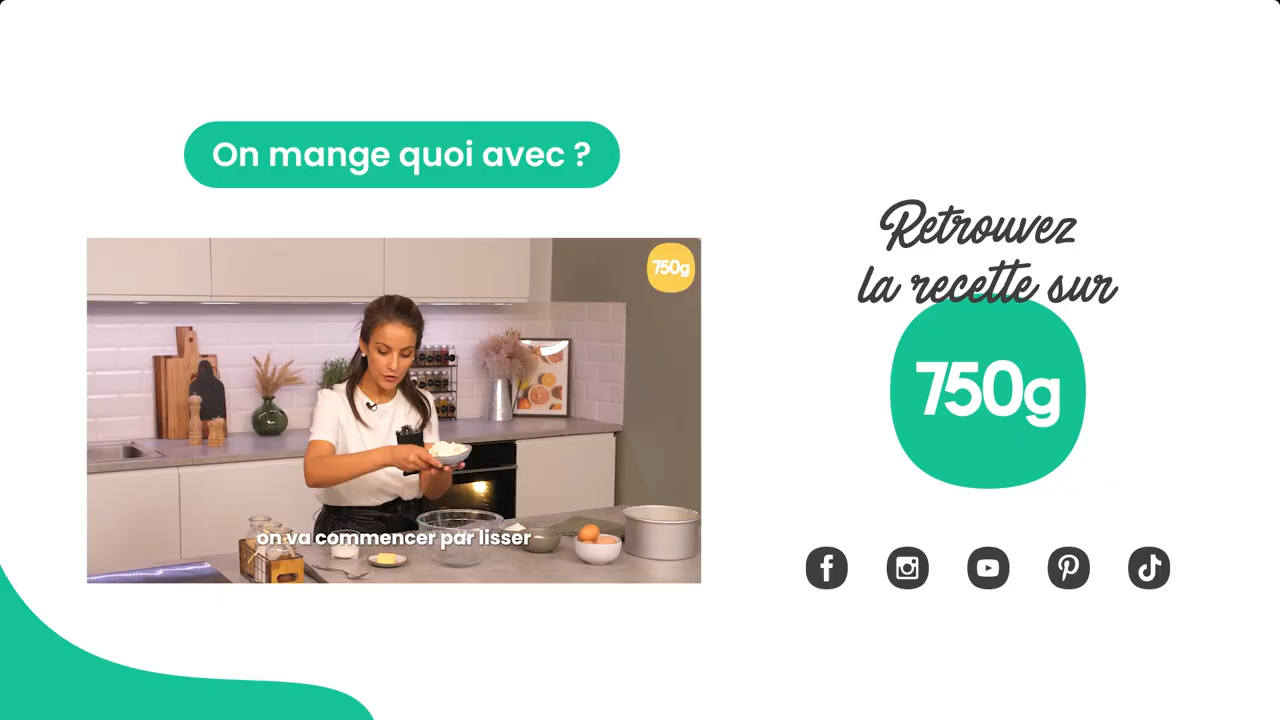 On mange quoi avec ?
750g
on va commencer par lisser
Retrouvez
la recette sur
750g